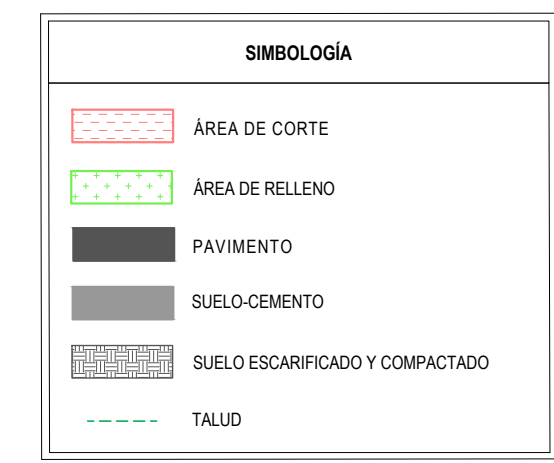 SIMBOLOGÍA
ÁREA DE CORTE
ÁREA DE RELLENO
PAVIMENTO
SUELO-CEMENTO
SUELO ESCARIFICADO Y COMPACTADO
TALUD